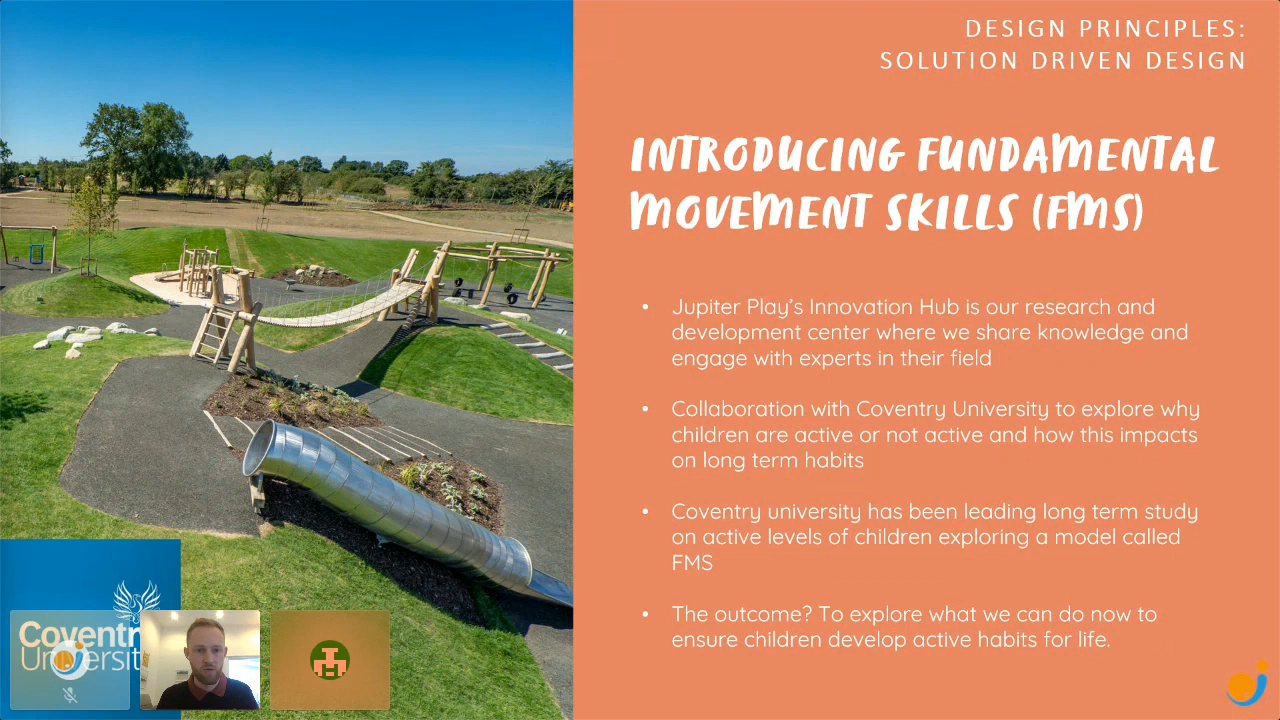 DESIGN PRINCIPLES:
SOLUTION DRIVEN DESIGN
INTRODUCING FUNDAMENTAL
MOVEMENT SKILLS (FMS)
• Jupiter Play's Innovation Hub is our research and
development center where we share knowledge and
engage with experts in their field
• Collaboration with Coventry University to explore why
children are active or not active and how this impacts
on long term habits
• Coventry university has been leading long term study
on active levels of children exploring a model called
FMS
• The outcome? To explore what we can do now to
ensure children develop active habits for life.
Coventr
Universit